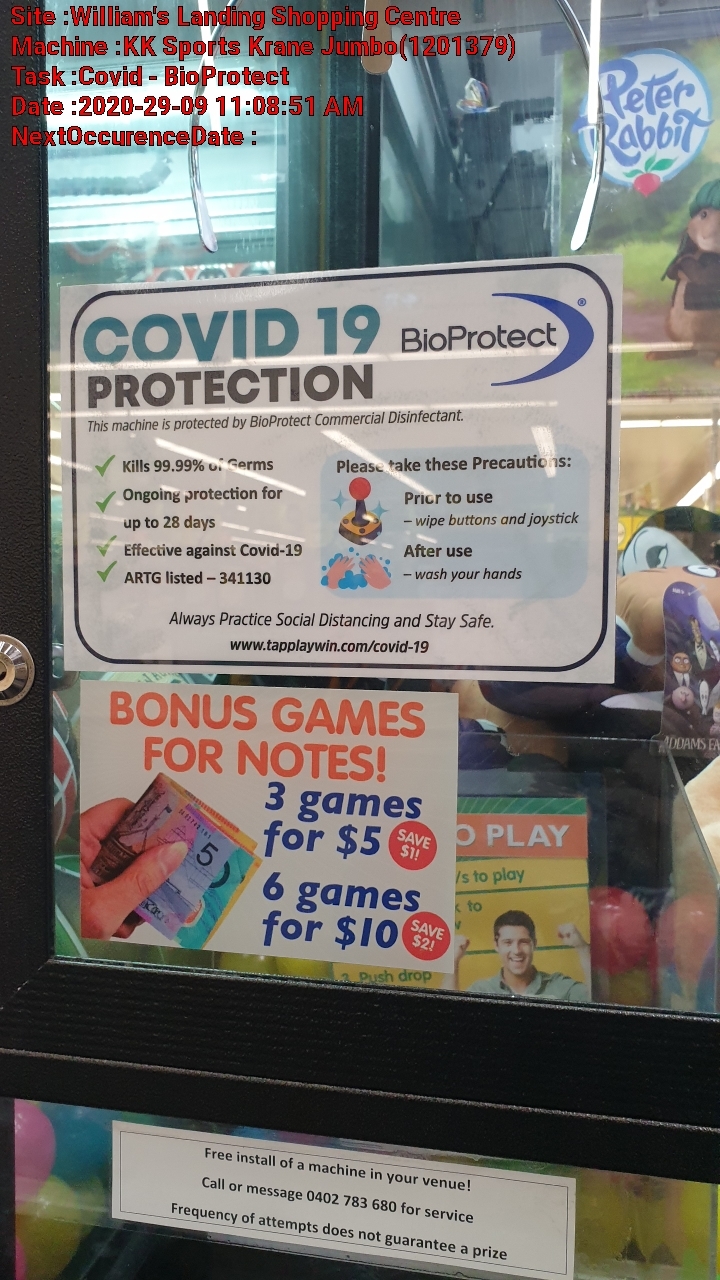 Site :William's Landing Shopping Centre
Machine :KK Sports Krane Jumbo(1201379)
Task :Covid - BioProtect
Date :2020-29-09 11:08:51 AM
NextOccurenceDate :
Peter
Rabbit
COVID 19
PROTECTION
BioProtect®
This machine is protected by BioProtect Commercial Disinfectant.
Kills 99.99% of Germs
Ongoing protection for
up to 28 days
Effective against Covid-19
ARTG listed – 341130
Please take these Precautions:
Prior to use
– wipe buttons and joystick
After use
– wash your hands
Always Practice Social Distancing and Stay Safe.
www.tapplaywin.com/covid-19
BONUS GAMES
FOR NOTES!
3 games
for $5
SAVE
$1!
6 games
for $10
SAVE
$2!
5
O PLAY
to play
to
3. Push drop
ADDAMS FA
Free install of a machine in your venue!
Call or message 0402 783 680 for service
Frequency of attempts does not guarantee a prize